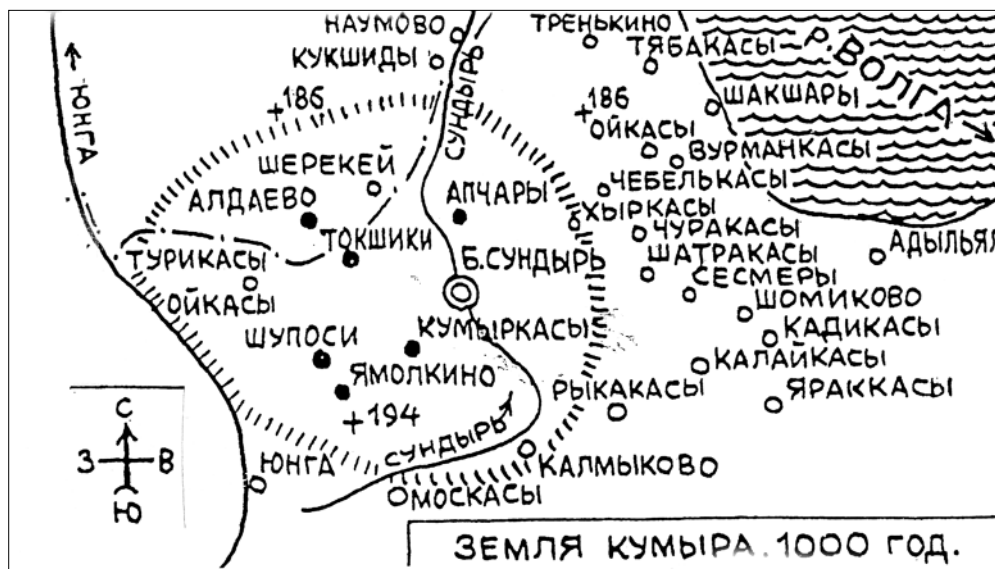 НАУМОВО
ТРЕНЬКИНО
КУКШИДЫ
ТЯБАКАСЫ
Р. ВОЛГА
ЮНГА
СУНДЫРЬ
+186
+186
ШАКШАРЫ
ОЙКАСЫ
ВУРМАНКАСЫ
ШЕРЕКЕЙ
ЧЕБЕЛЬКАСЫ
АЛДАЕВО
АПЧАРЫ
ХЫРКАСЫ
ЧУРАКАСЫ
ТОКШИКИ
АДЫЛЬЯЛ
ТУРИКАСЫ
Б.СУНДЫРЬ
ШАТРАКАСЫ
СЕСМЕРЫ
ОЙКАСЫ
ШОМИКОВО
ШУПОСИ
КУМЫРКАСЫ
КАДИКАСЫ
КАЛАЙКАСЫ
ЯМОЛКИНО
РЫКАКАСЫ
ЯРАККАСЫ
+194
С
З В
Ю
СУНДЫРЬ
ЮНГА
КАЛМЫКОВО
МОСКАСЫ
ЗЕМЛЯ КУМЫРА. 1000 ГОД.